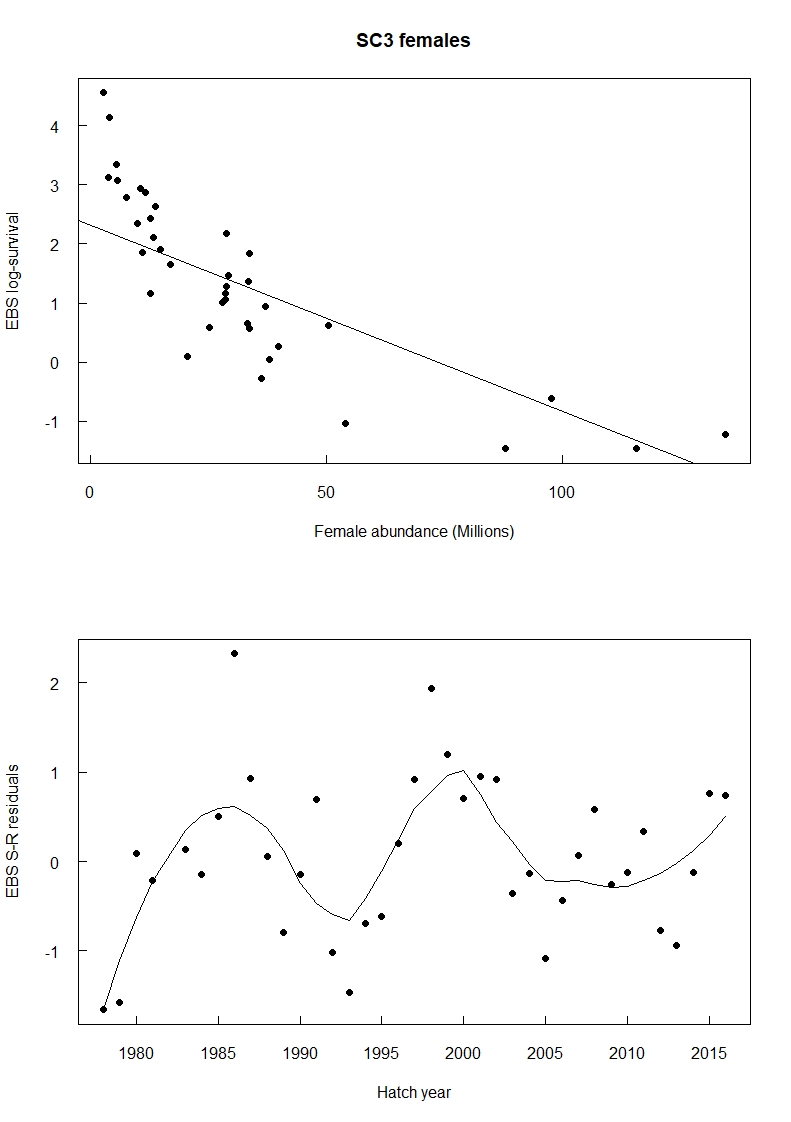 SC3 females
4
3
2
1
0
-1
EBS log-survival
0 50 100
Female abundance (Millions)
2
1
0
-1
EBS S-R residuals
1980 1985 1990 1995 2000 2005 2010 2015
Hatch year